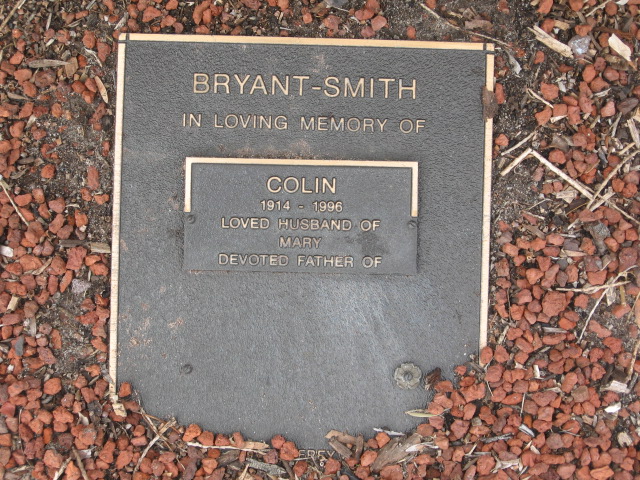 BRYANT-SMITH
IN LOVING MEMORY OF
COLIN
1914 - 1996
LOVED HUSBAND OF
MARY
DEVOTED FATHER OF